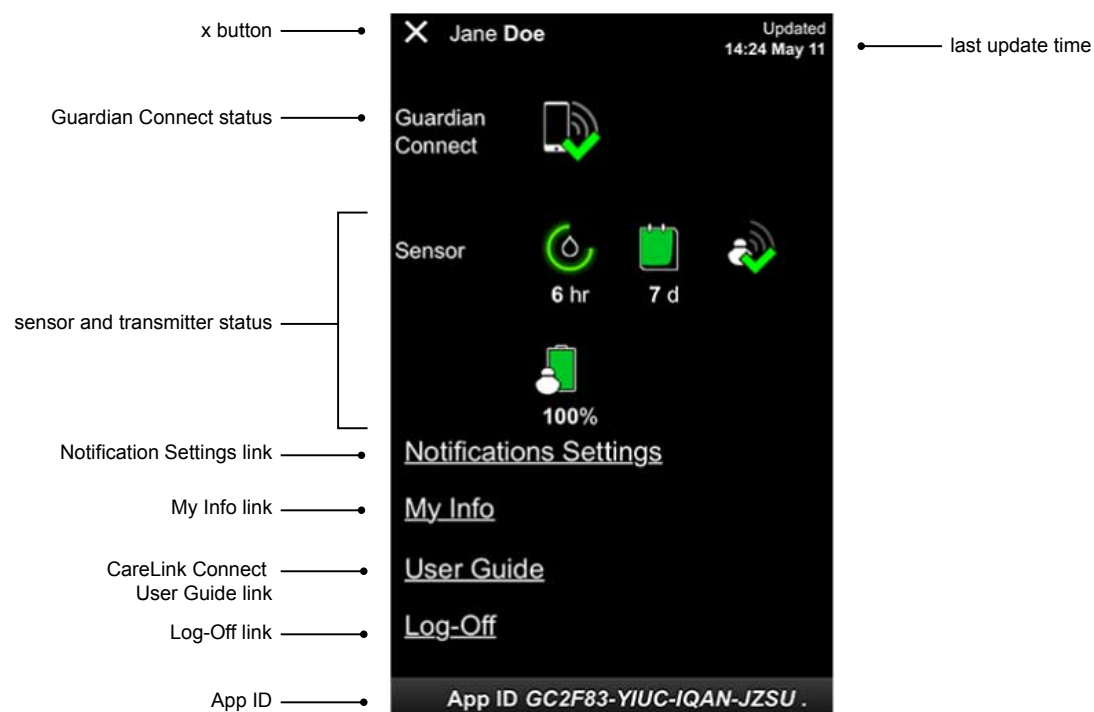 x button
Jane Doe
Updated
14:24 May 11
last update time
Guardian Connect status
Guardian
Connect
sensor and transmitter status
Sensor
6 hr
7 d
100%
Notification Settings link
Notifications Settings
My Info link
My Info
CareLink Connect
User Guide link
User Guide
Log-Off link
Log-Off
App ID
App ID GC2F83-YIUC-IQAN-JZSU .